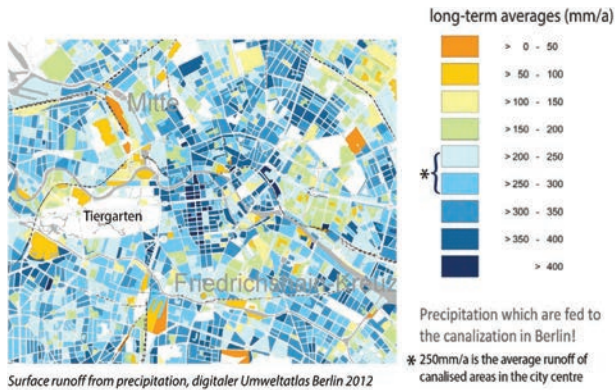 long-term averages (mm/a)
> 0 - 50
> 50 - 100
> 100 - 150
> 150 - 200
> 200 - 250
*
> 250 - 300
> 300 - 350
> 350 - 400
> 400
Mitte
Tiergarten
Friedrichshain Kreuz
Precipitation which are fed to
the canalization in Berlin!
* 250mm/a is the average runoff of
canalised areas in the city centre
Surface runoff from precipitation, digitaler Umweltatlas Berlin 2012